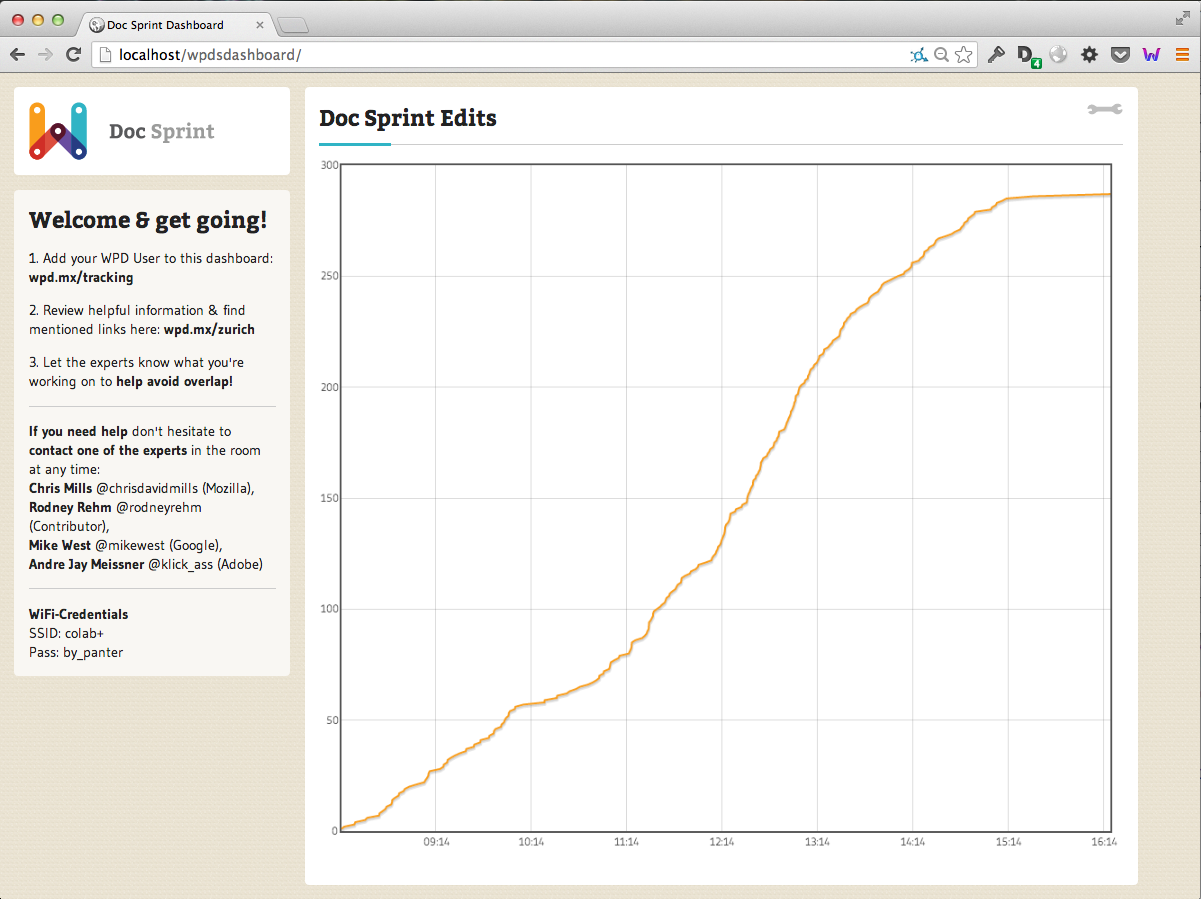 Doc Sprint Dashboard
localhost/wpdsdashboard/
D
4
W
Doc Sprint
Welcome & get going!
1. Add your WPD User to this dashboard:
wpd.mx/tracking
2. Review helpful information & find
mentioned links here: wpd.mx/zurich
3. Let the experts know what you're
working on to help avoid overlap!
If you need help don't hesitate to
contact one of the experts in the room
at any time:
Chris Mills @chrisdavidmills (Mozilla),
Rodney Rehm @rodneyrehm
(Contributor),
Mike West @mikewest (Google),
Andre Jay Meissner @klick_ass (Adobe)
WiFi-Credentials
SSID: colab+
Pass: by_panter
Doc Sprint Edits
300
250
200
150
100
50
0
09:14 10:14 11:14 12:14 13:14 14:14 15:14 16:14